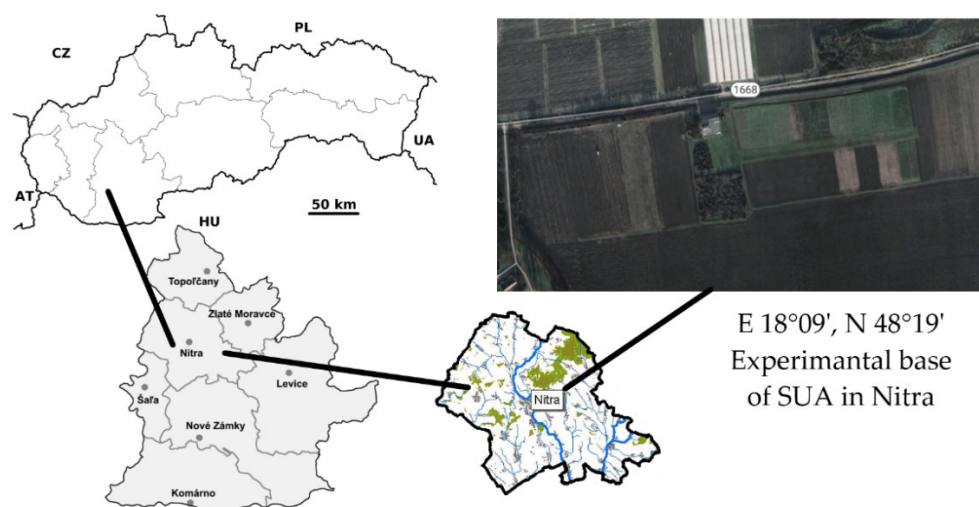 CZ
PL
UA
AT
HU
50 km
1668
Topoľčany
Zlaté Moravce
Nitra
Levice
Šaľa
Nové Zámky
Komárno
Nitra
E 18°09', N 48°19'
Experimantal base
of SUA in Nitra